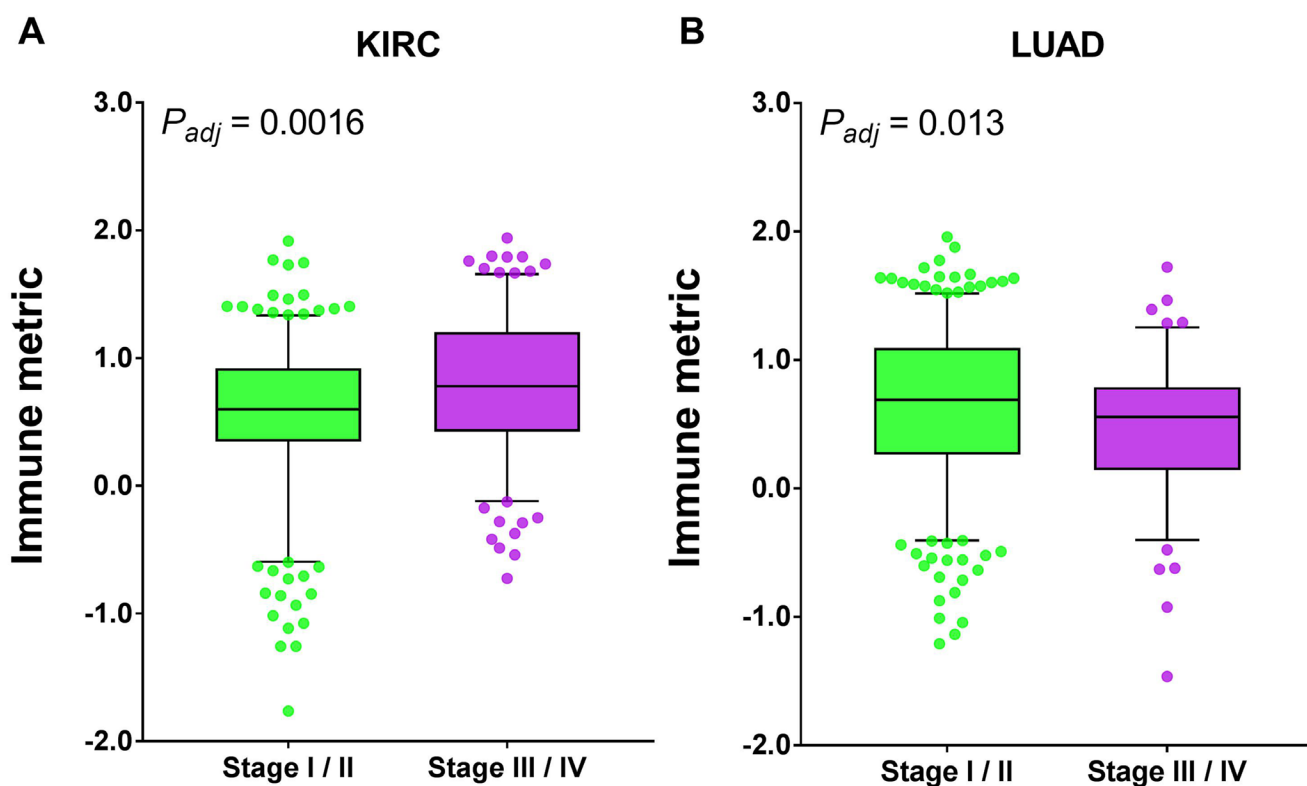 A
KIRC
P_adj = 0.0016
Immune metric
3.0
2.0
1.0
0.0
-1.0
-2.0
Stage I / II
Stage III / IV
B
LUAD
P_adj = 0.013
Immune metric
3.0
2.0
1.0
0.0
-1.0
-2.0
Stage I / II
Stage III / IV